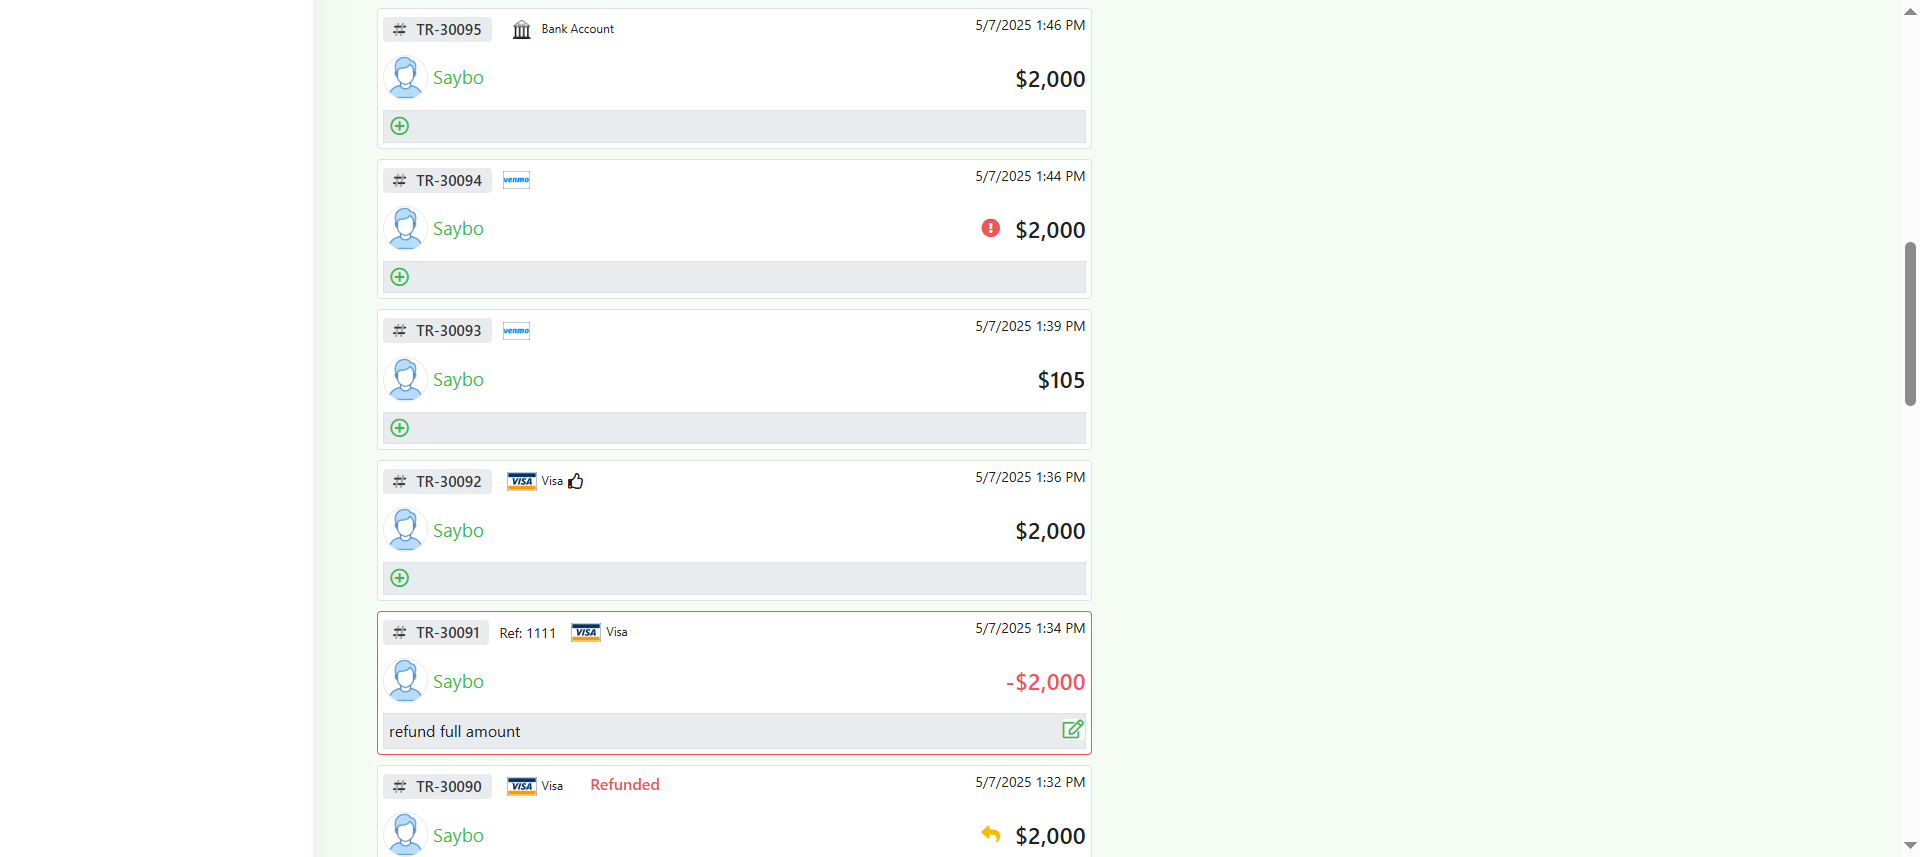 # TR-30095 Bank Account 5/7/2025 1:46 PM
Saybo $2,000
# TR-30094 venmo 5/7/2025 1:44 PM
Saybo $2,000
# TR-30093 venmo 5/7/2025 1:39 PM
Saybo $105
# TR-30092 VISA Visa 5/7/2025 1:36 PM
Saybo $2,000
# TR-30091 Ref: 1111 VISA Visa 5/7/2025 1:34 PM
Saybo -$2,000
refund full amount
# TR-30090 VISA Visa Refunded 5/7/2025 1:32 PM
Saybo $2,000